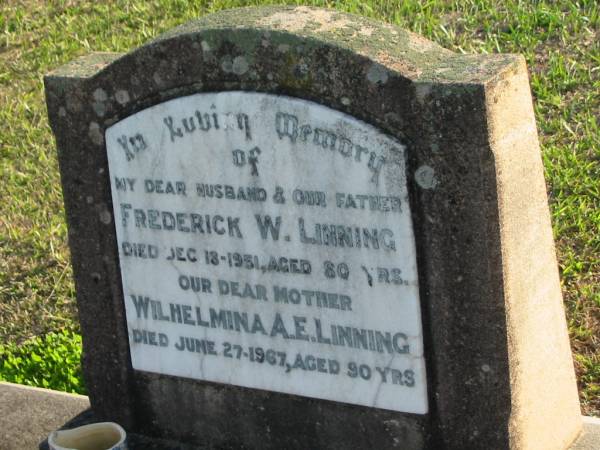 In Loving Memory
of
MY DEAR HUSBAND & OUR FATHER
FREDERICK W. LINNING
DIED DEC 18-1951, AGED 80 YRS.
OUR DEAR MOTHER
WILHELMINA A.E. LINNING
DIED JUNE 27-1967, AGED 90 YRS